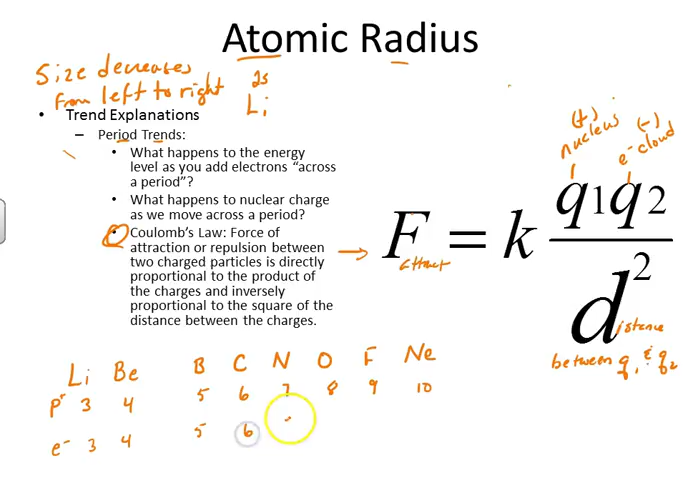 Atomic Radius
Size decreases
from left to right
2s
Li
• Trend Explanations
– Period Trends:
• What happens to the energy
level as you add electrons “across
a period”?
• What happens to nuclear charge
as we move across a period?
• Coulomb’s Law: Force of
attraction or repulsion between
two charged particles is directly
proportional to the product of
the charges and inversely
proportional to the square of the
distance between the charges.
(+)
nucleus
(-)
e- cloud
F = k q1q2
d2
attract
istance
between q1 & q2
Li Be B C N O F Ne
p+ 3 4 5 6 7 8 9 10
e- 3 4 5 6